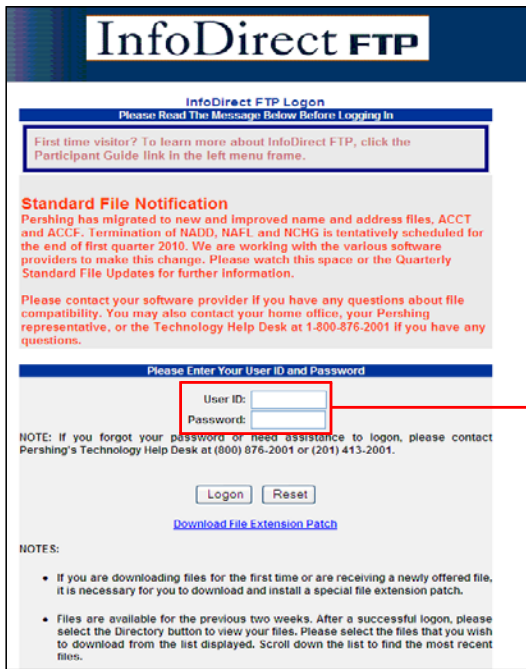 InfoDirect FTP
InfoDirect FTP Logon
Please Read The Message Below Before Logging In
First time visitor? To learn more about InfoDirect FTP, click the
Participant Guide link in the left menu frame.
Standard File Notification
Pershing has migrated to new and improved name and address files, ACCT
and ACCF. Termination of NADD, NAFL and NCHG is tentatively scheduled for
the end of first quarter 2010. We are working with the various software
providers to make this change. Please watch this space or the Quarterly
Standard File Updates for further information.
Please contact your software provider if you have any questions about file
compatibility. You may also contact your home office, your Pershing
representative, or the Technology Help Desk at 1-800-876-2001 if you have any
questions.
Please Enter Your User ID and Password
User ID:
Password:
NOTE: If you forgot your password or need assistance to logon, please contact
Pershing's Technology Help Desk at (800) 876-2001 or (201) 413-2001.
Logon Reset
Download File Extension Patch
NOTES:
• If you are downloading files for the first time or are receiving a newly offered file,
it is necessary for you to download and install a special file extension patch.
• Files are available for the previous two weeks. After a successful logon, please
select the Directory button to view your files. Please select the files that you wish
to download from the list displayed. Scroll down the list to find the most recent
files.